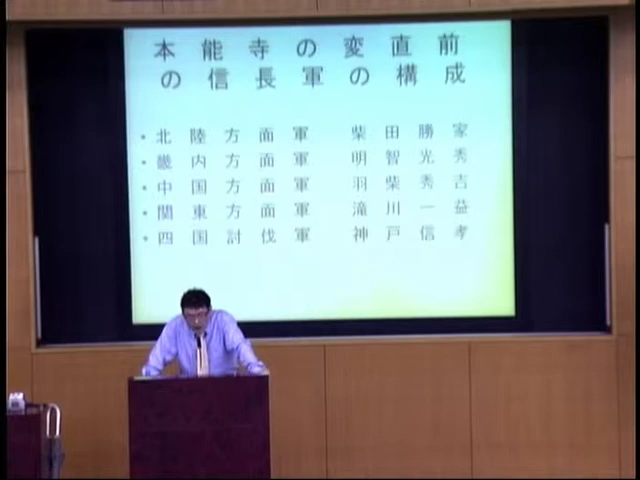 本能寺の変直前
の信長軍の構成
・北陸方面軍 柴田勝家
・畿内方面軍 明智光秀
・中国方面軍 羽柴秀吉
・関東方面軍 滝川一益
・四国討伐軍 神戸信孝